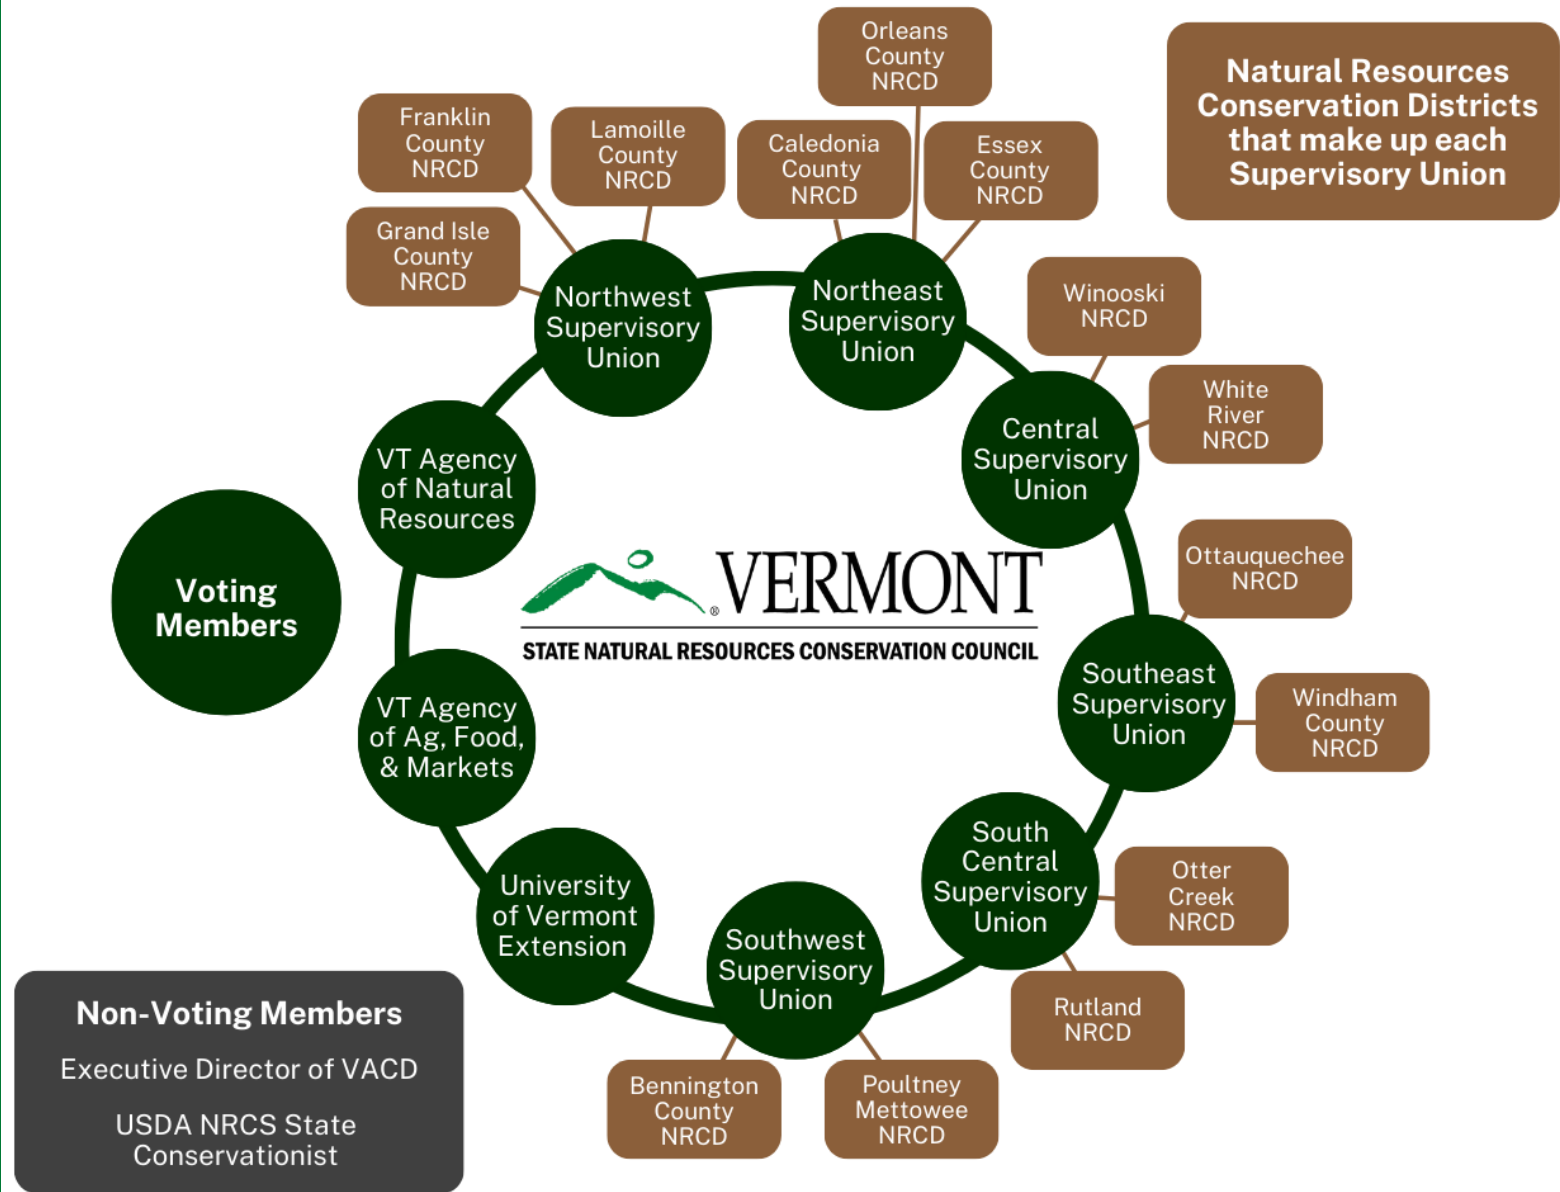 Orleans
County
NRCD
Natural Resources
Conservation Districts
that make up each
Supervisory Union
Franklin
County
NRCD
Lamoille
County
NRCD
Caledonia
County
NRCD
Essex
County
NRCD
Grand Isle
County
NRCD
Northwest
Supervisory
Union
Northeast
Supervisory
Union
Winooski
NRCD
White
River
NRCD
Central
Supervisory
Union
VT Agency
of Natural
Resources
Voting
Members
® VERMONT
STATE NATURAL RESOURCES CONSERVATION COUNCIL
Ottauquechee
NRCD
Southeast
Supervisory
Union
Windham
County
NRCD
VT Agency
of Ag, Food,
& Markets
South
Central
Supervisory
Union
Otter
Creek
NRCD
University
of Vermont
Extension
Southwest
Supervisory
Union
Rutland
NRCD
Bennington
County
NRCD
Poultney
Mettowee
NRCD
Non-Voting Members
Executive Director of VACD
USDA NRCS State
Conservationist